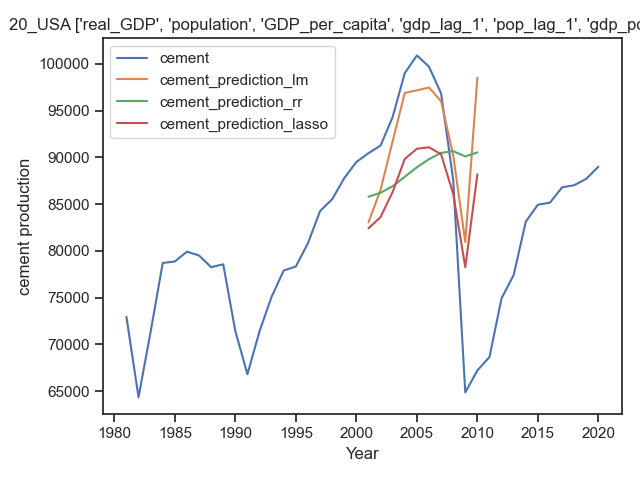 20_USA ['real_GDP', 'population', 'GDP_per_capita', 'gdp_lag_1', 'pop_lag_1', 'gdp_po
cement
cement_prediction_lm
cement_prediction_rr
cement_prediction_lasso
100000
95000
90000
85000
80000
75000
70000
65000
cement production
1980 1985 1990 1995 2000 2005 2010 2015 2020
Year